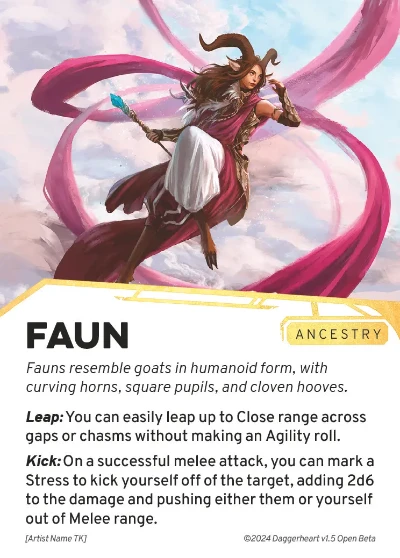 FAUN
ANCESTRY
Fauns resemble goats in humanoid form, with
curving horns, square pupils, and cloven hooves.
Leap: You can easily leap up to Close range across
gaps or chasms without making an Agility roll.
Kick: On a successful melee attack, you can mark a
Stress to kick yourself off of the target, adding 2d6
to the damage and pushing either them or yourself
out of Melee range.
[Artist Name TK]
©2024 Daggerheart v1.5 Open Beta